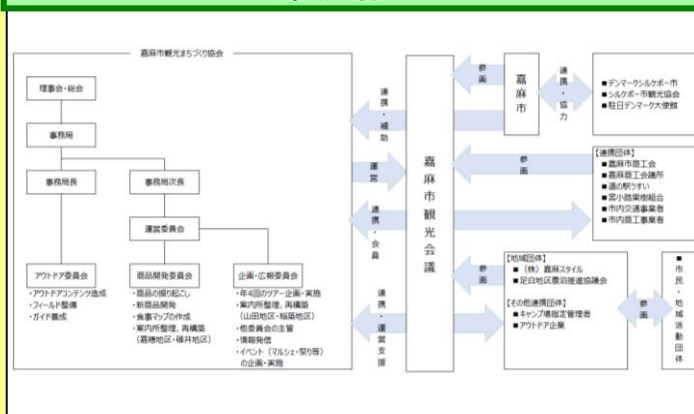 嘉麻市観光まちづくり協会
理事会・総会
事務局
事務局長
事務局次長
運営委員会
アウトドア委員会
・アウトドアコンテンツ造成
・フィールド整備
・ガイド養成
商品開発委員会
・商品の掘り起こし
・新商品開発
・食事マップの作成
・案内所整理、再構築
(嘉穂地区・碓井地区)
企画・広報委員会
・年4回のツアー企画・実施
・案内所整理、再構築
(山田地区・稲築地区)
・他委員会の主管
・情報発信
・イベント(マルシェ・祭り等)
の企画・実施
連携・補助
運営
連携・会員
連携・運営支援
嘉麻市観光会議
参画
嘉麻市
連携・協力
■デンマークシルケボー市
■シルケボー市観光協会
■駐日デンマーク大使館
参画
【連携団体】
■嘉麻市商工会
■嘉麻商工会議所
■道の駅うすい
■宮小路果樹組合
■市内交通事業者
■市内商工事業者
参画
【地域団体】
■(株)嘉麻スタイル
■足白地区農泊推進協議会
【その他連携団体】
■キャンプ場指定管理者
■アウトドア企業
参画
■市民・地域活動団体